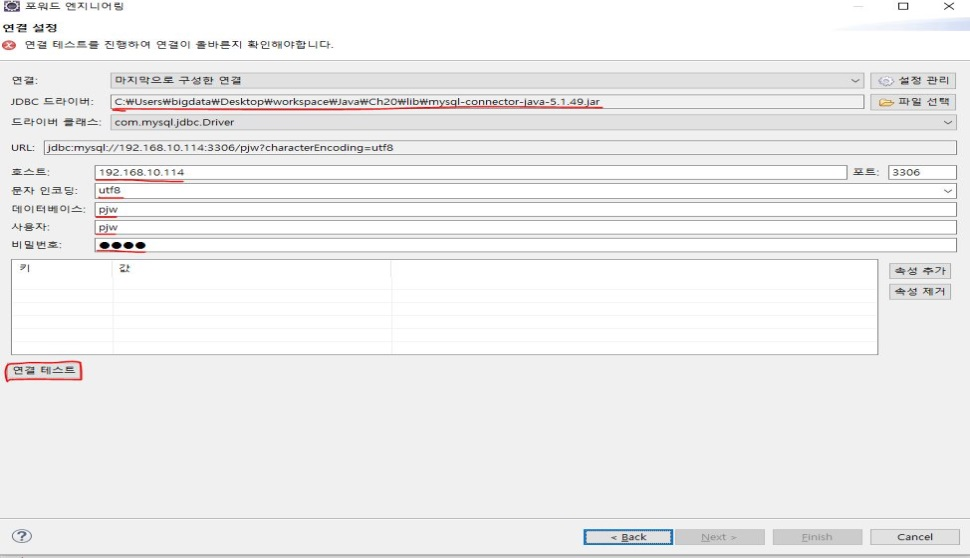 포워드 엔지니어링
연결 설정
연결 테스트를 진행하여 연결이 올바른지 확인해야합니다.
연결: 마지막으로 구성한 연결 설정 관리
JDBC 드라이버: C:₩Users₩bigdata₩Desktop₩workspace₩Java₩Ch20₩lib₩mysql-connector-java-5.1.49.jar 파일 선택
드라이버 클래스: com.mysql.jdbc.Driver
URL: jdbc:mysql://192.168.10.114:3306/pjw?characterEncoding=utf8
호스트: 192.168.10.114 포트: 3306
문자 인코딩: utf8
데이터베이스: pjw
사용자: pjw
비밀번호: ●●●●
키 값
속성 추가
속성 제거
연결 테스트
? < Back Next > Finish Cancel